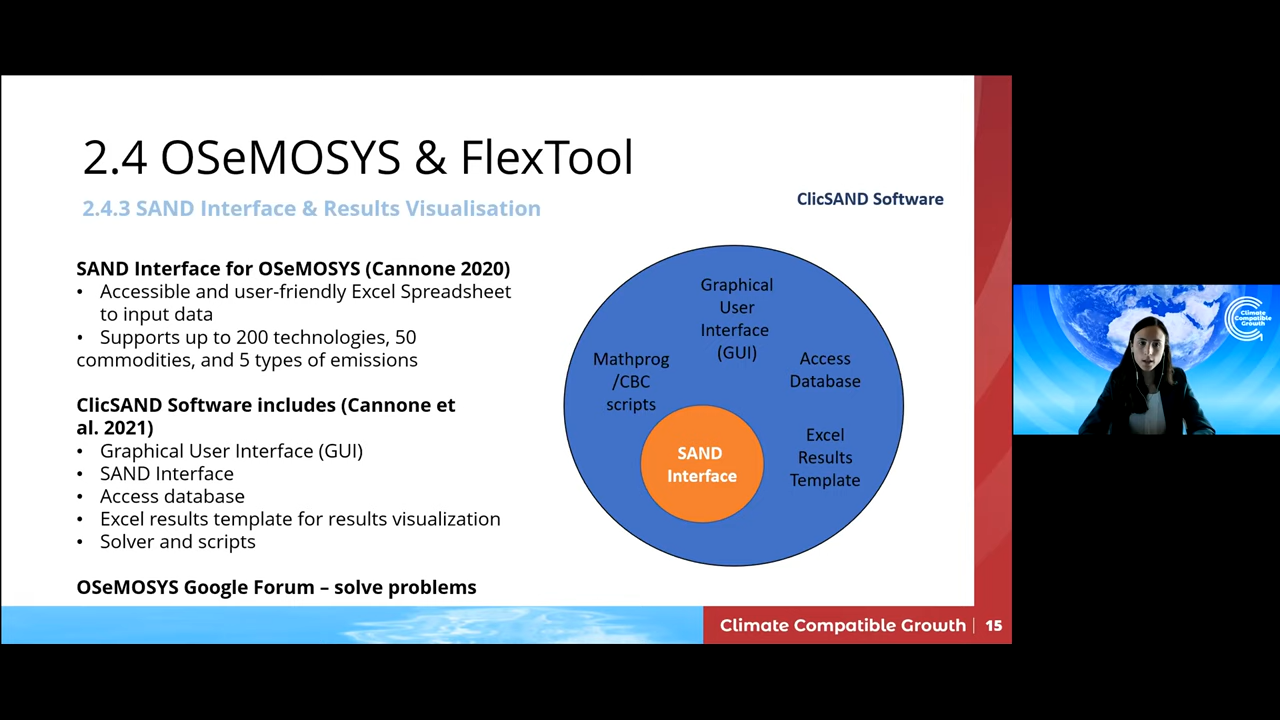 2.4 OSeMOSYS & FlexTool
2.4.3 SAND Interface & Results Visualisation
ClicSAND Software
SAND Interface for OSeMOSYS (Cannone 2020)
• Accessible and user-friendly Excel Spreadsheet
to input data
• Supports up to 200 technologies, 50
commodities, and 5 types of emissions
ClicSAND Software includes (Cannone et
al. 2021)
• Graphical User Interface (GUI)
• SAND Interface
• Access database
• Excel results template for results visualization
• Solver and scripts
OSeMOSYS Google Forum – solve problems
Graphical
User
Interface
(GUI)
Mathprog
/CBC
scripts
Access
Database
Excel
Results
Template
SAND
Interface
Climate Compatible Growth | 15
Climate
Compatible
Growth